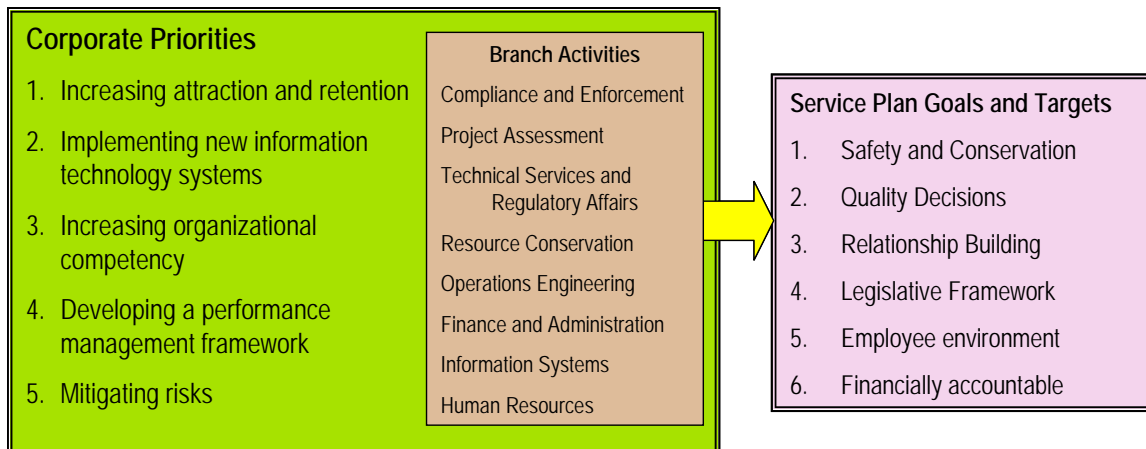 Corporate Priorities
1. Increasing attraction and retention
2. Implementing new information
technology systems
3. Increasing organizational
competency
4. Developing a performance
management framework
5. Mitigating risks
Branch Activities
Compliance and Enforcement
Project Assessment
Technical Services and
Regulatory Affairs
Resource Conservation
Operations Engineering
Finance and Administration
Information Systems
Human Resources
Service Plan Goals and Targets
1. Safety and Conservation
2. Quality Decisions
3. Relationship Building
4. Legislative Framework
5. Employee environment
6. Financially accountable